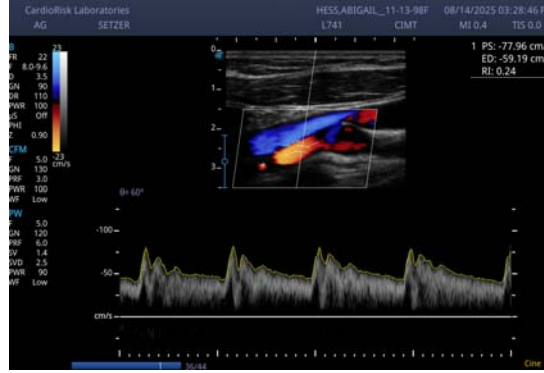 CardioRisk Laboratories HESS,ABIGAIL,_11-13-98F 08/14/2025 03:28:46 P
AG SETZER L741 CIMT MI 0.4 TIS 0.0
1 PS: -77.96 cm/
ED: -59.19 cm/
RI: 0.24
B
FR 22
F 8.0-9.6
D 3.5
GN 90
DR 110
PWR 100
µS Off
PHI
Z 0.90
CFM
F 5.0
GN 130
PRF 3.0
PWR 100
WF Low
PW
F 5.0
GN 120
PRF 6.0
SV 1.4
SVD 2.5
PWR 90
WF Low
23
-23
cm/s
0
1
2
3
θ= 60°
-100
-50
cm/s
36/44
Cine